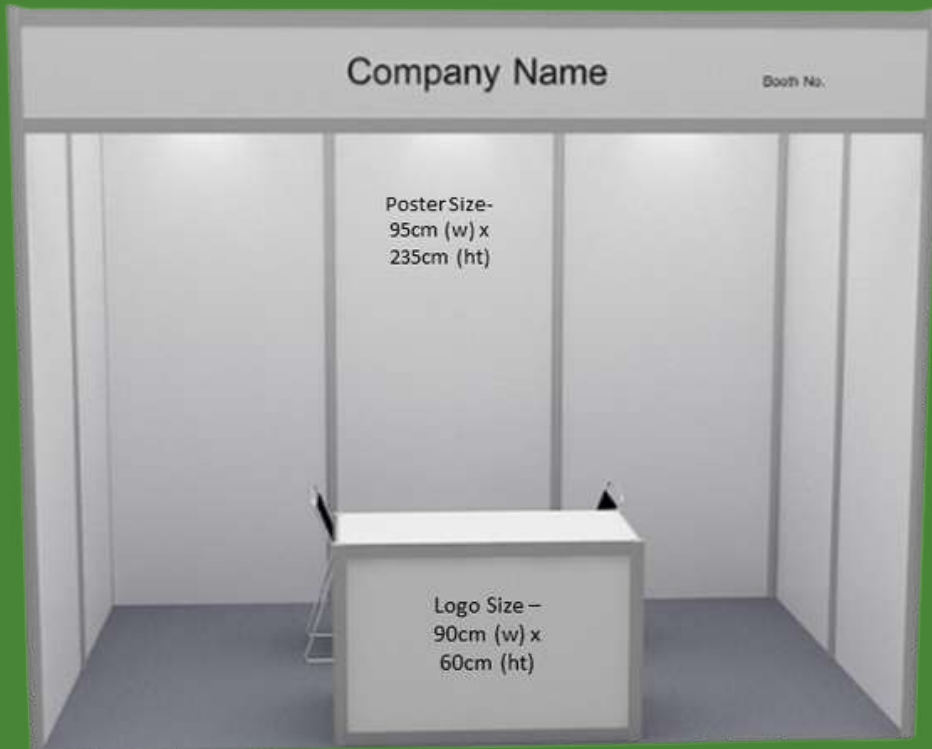 Company Name
Booth No.
Poster Size-
95cm (w) x
235cm (ht)
Logo Size –
90cm (w) x
60cm (ht)